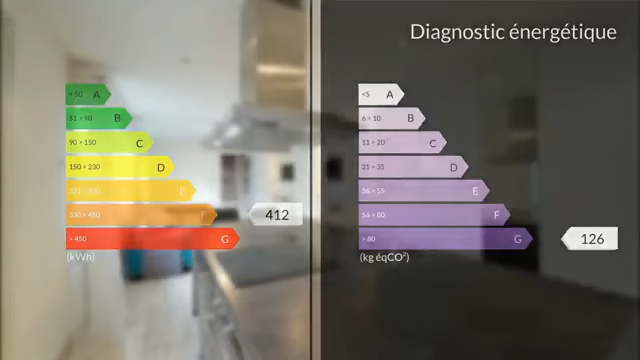 Diagnostic énergétique
< 50 A
51 > 90 B
90 > 150 C
150 > 230 D
E
330 > 450 F
412
> 450 G
(kWh)
<5 A
6 > 10 B
11 > 20 C
21 > 35 D
36 > 55 E
56 > 80 F
> 80 G
126
(kg éqCO²)